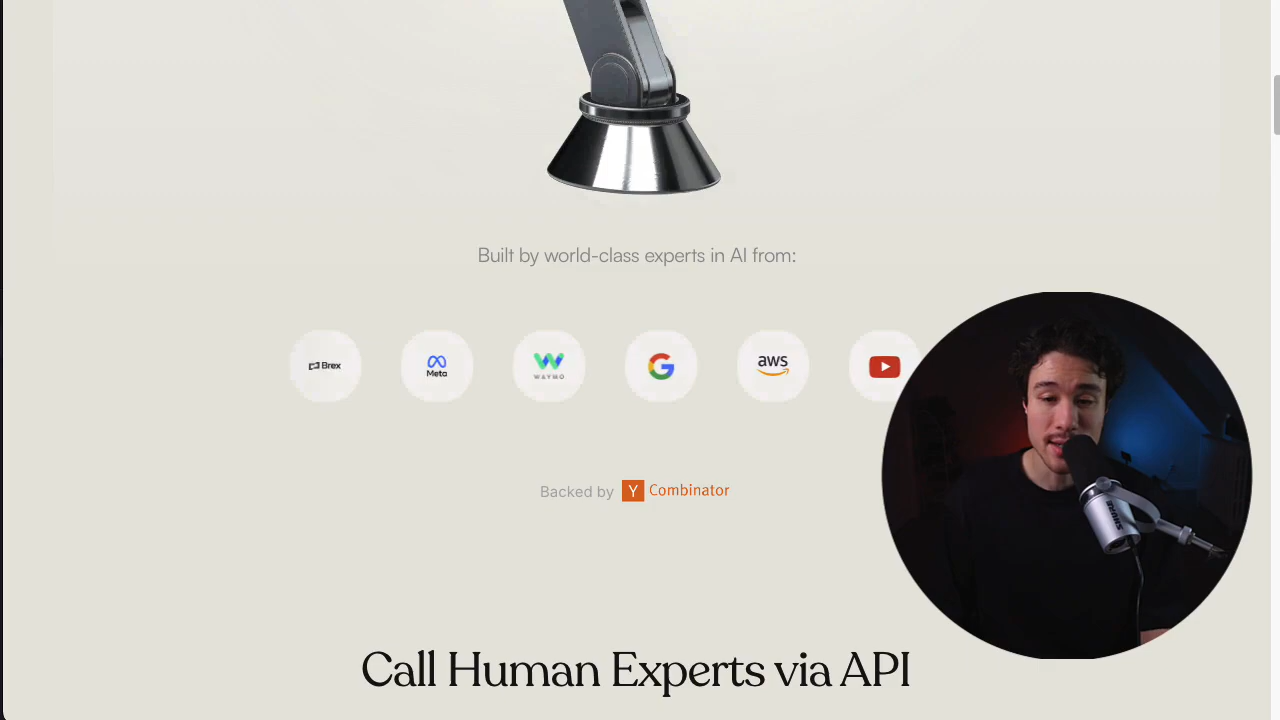 Built by world-class experts in AI from:
Brex
Meta
WAYMO
aws
Backed by Y Combinator
SHURE
Call Human Experts via API